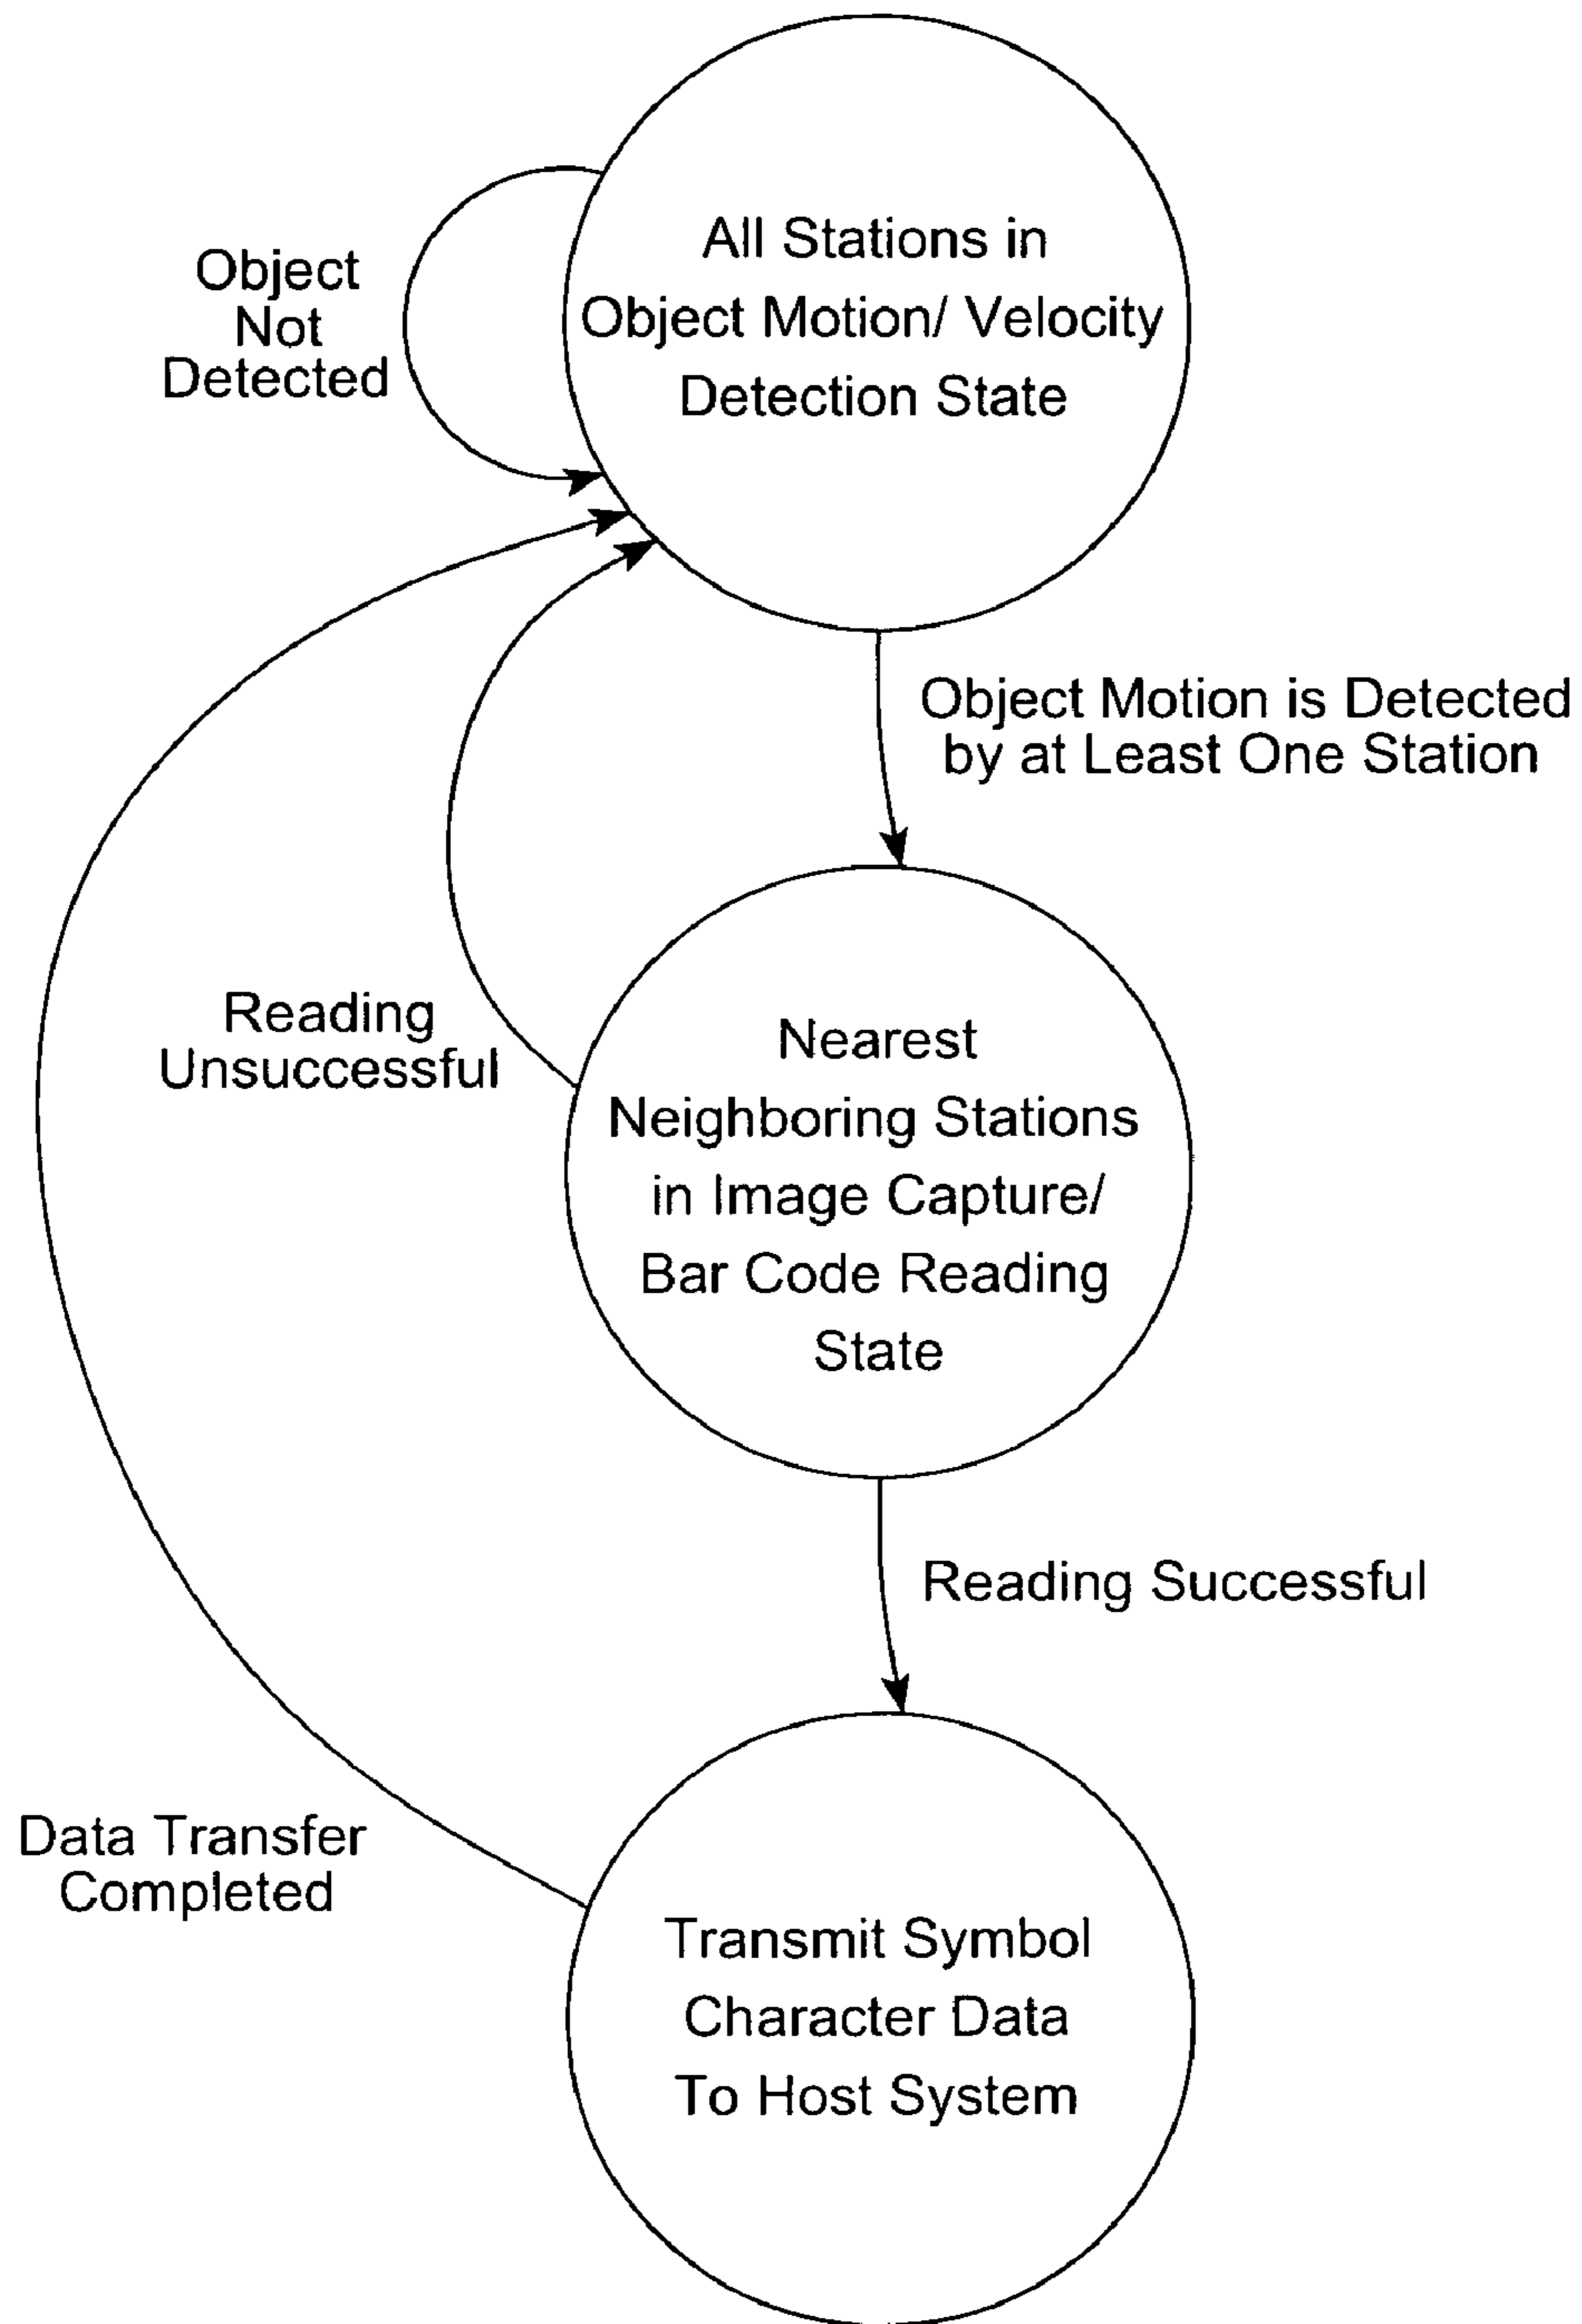 All Stations in
Object Motion/ Velocity
Detection State
Object
Not
Detected
Object Motion is Detected
by at Least One Station
Reading
Unsuccessful
Nearest
Neighboring Stations
in Image Capture/
Bar Code Reading
State
Reading Successful
Data Transfer
Completed
Transmit Symbol
Character Data
To Host System